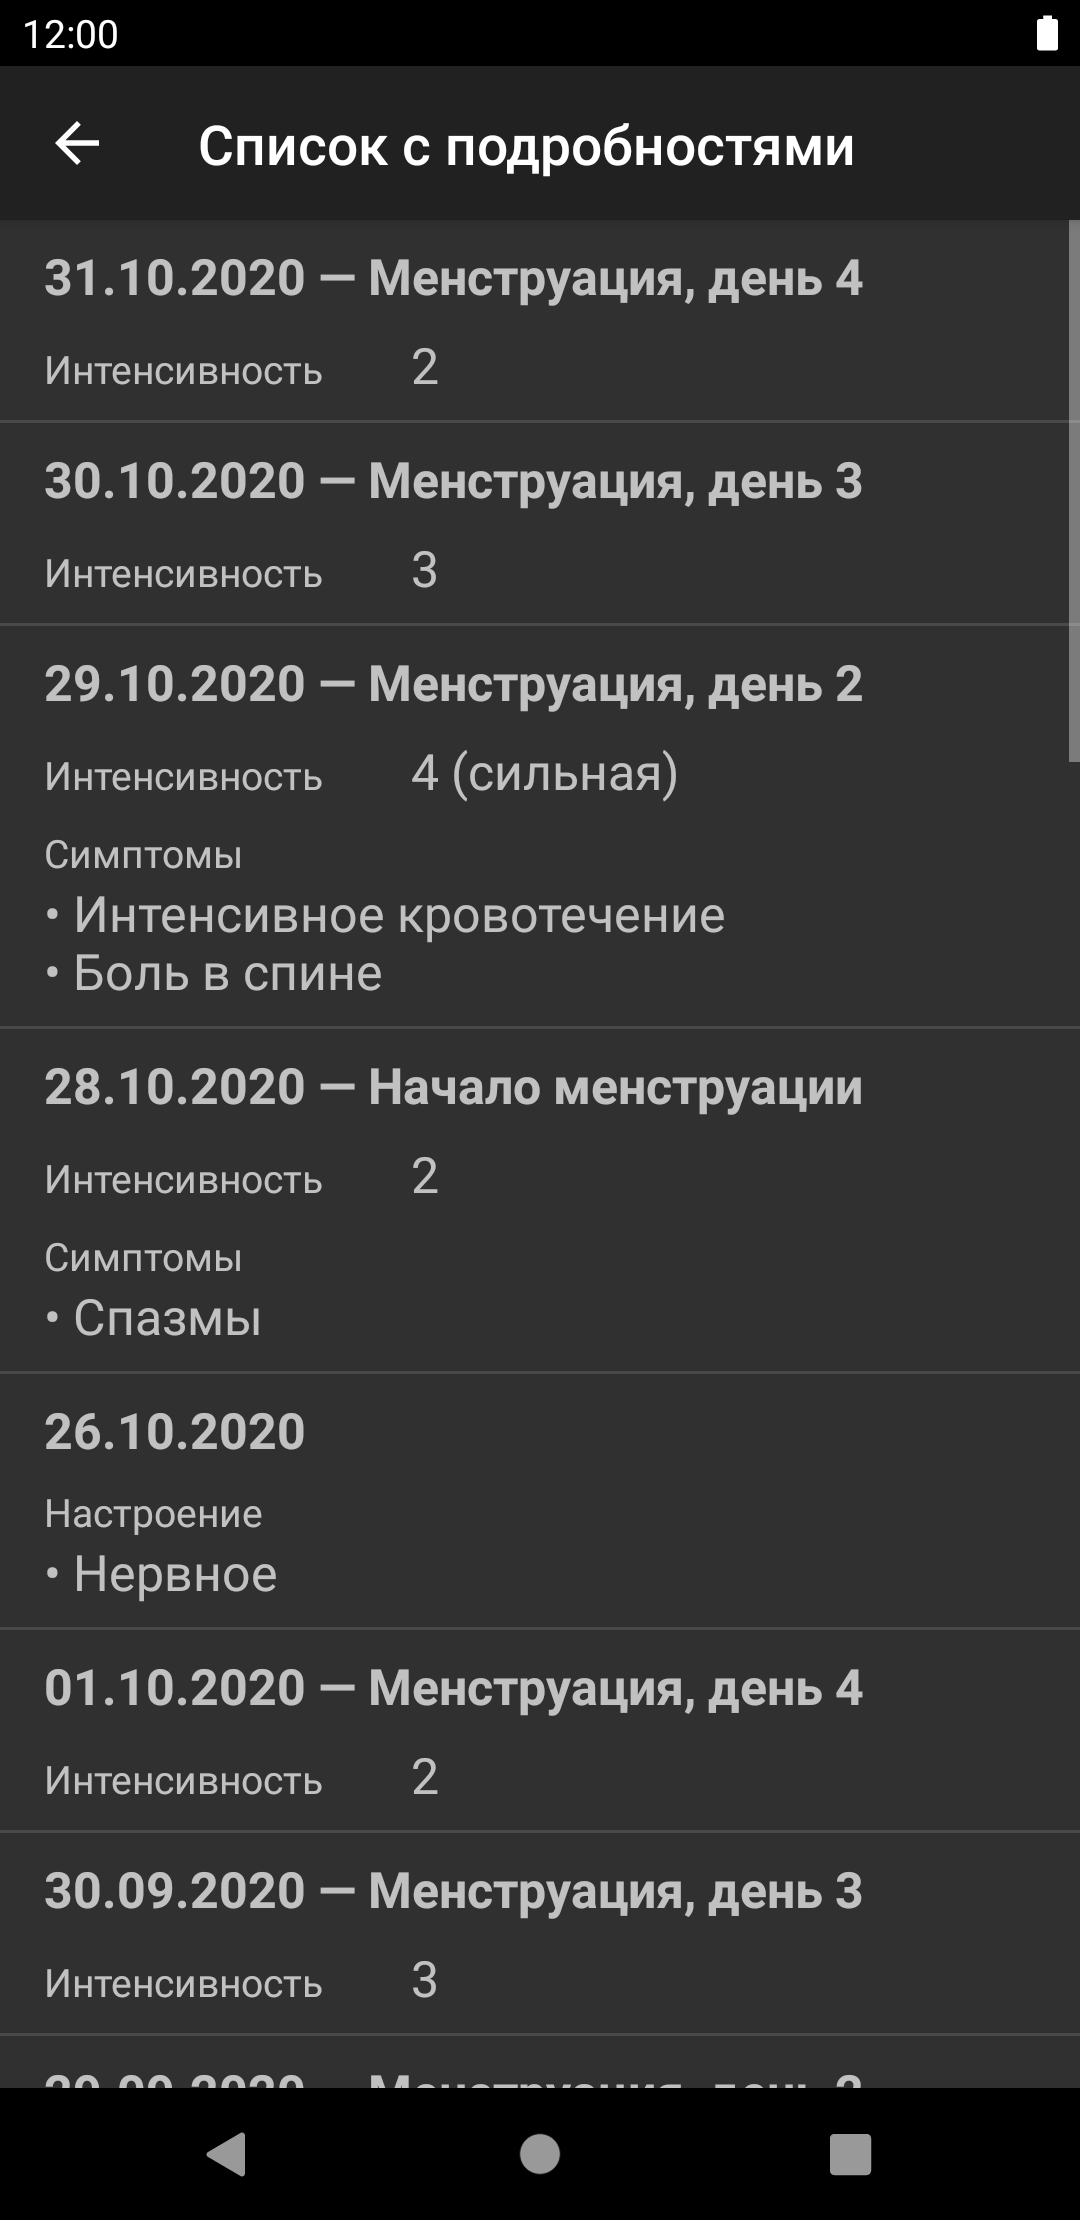 12:00
Список с подробностями
31.10.2020 — Менструация, день 4
Интенсивность 2
30.10.2020 — Менструация, день 3
Интенсивность 3
29.10.2020 — Менструация, день 2
Интенсивность 4 (сильная)
Симптомы
• Интенсивное кровотечение
• Боль в спине
28.10.2020 — Начало менструации
Интенсивность 2
Симптомы
• Спазмы
26.10.2020
Настроение
• Нервное
01.10.2020 — Менструация, день 4
Интенсивность 2
30.09.2020 — Менструация, день 3
Интенсивность 3